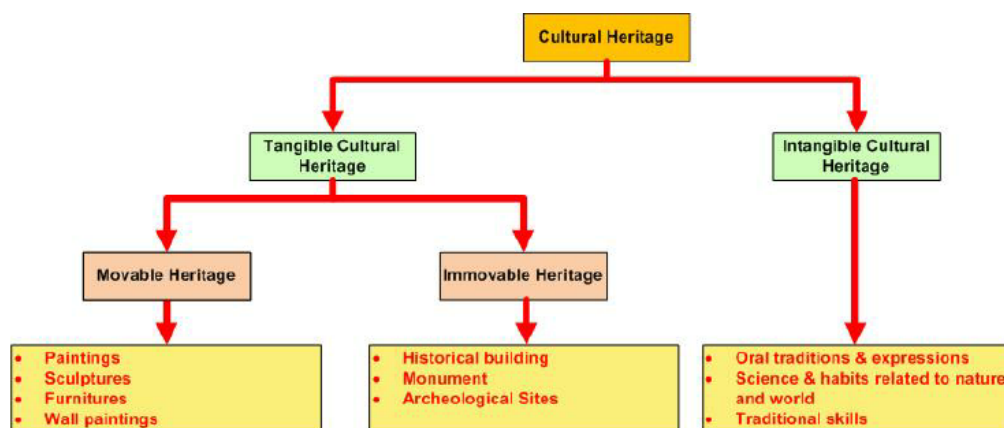 Cultural Heritage
Tangible Cultural
Heritage
Intangible Cultural
Heritage
Movable Heritage
Immovable Heritage
• Paintings
• Sculptures
• Furnitures
• Wall paintings
• Historical building
• Monument
• Archeological Sites
• Oral traditions & expressions
• Science & habits related to nature
and world
• Traditional skills